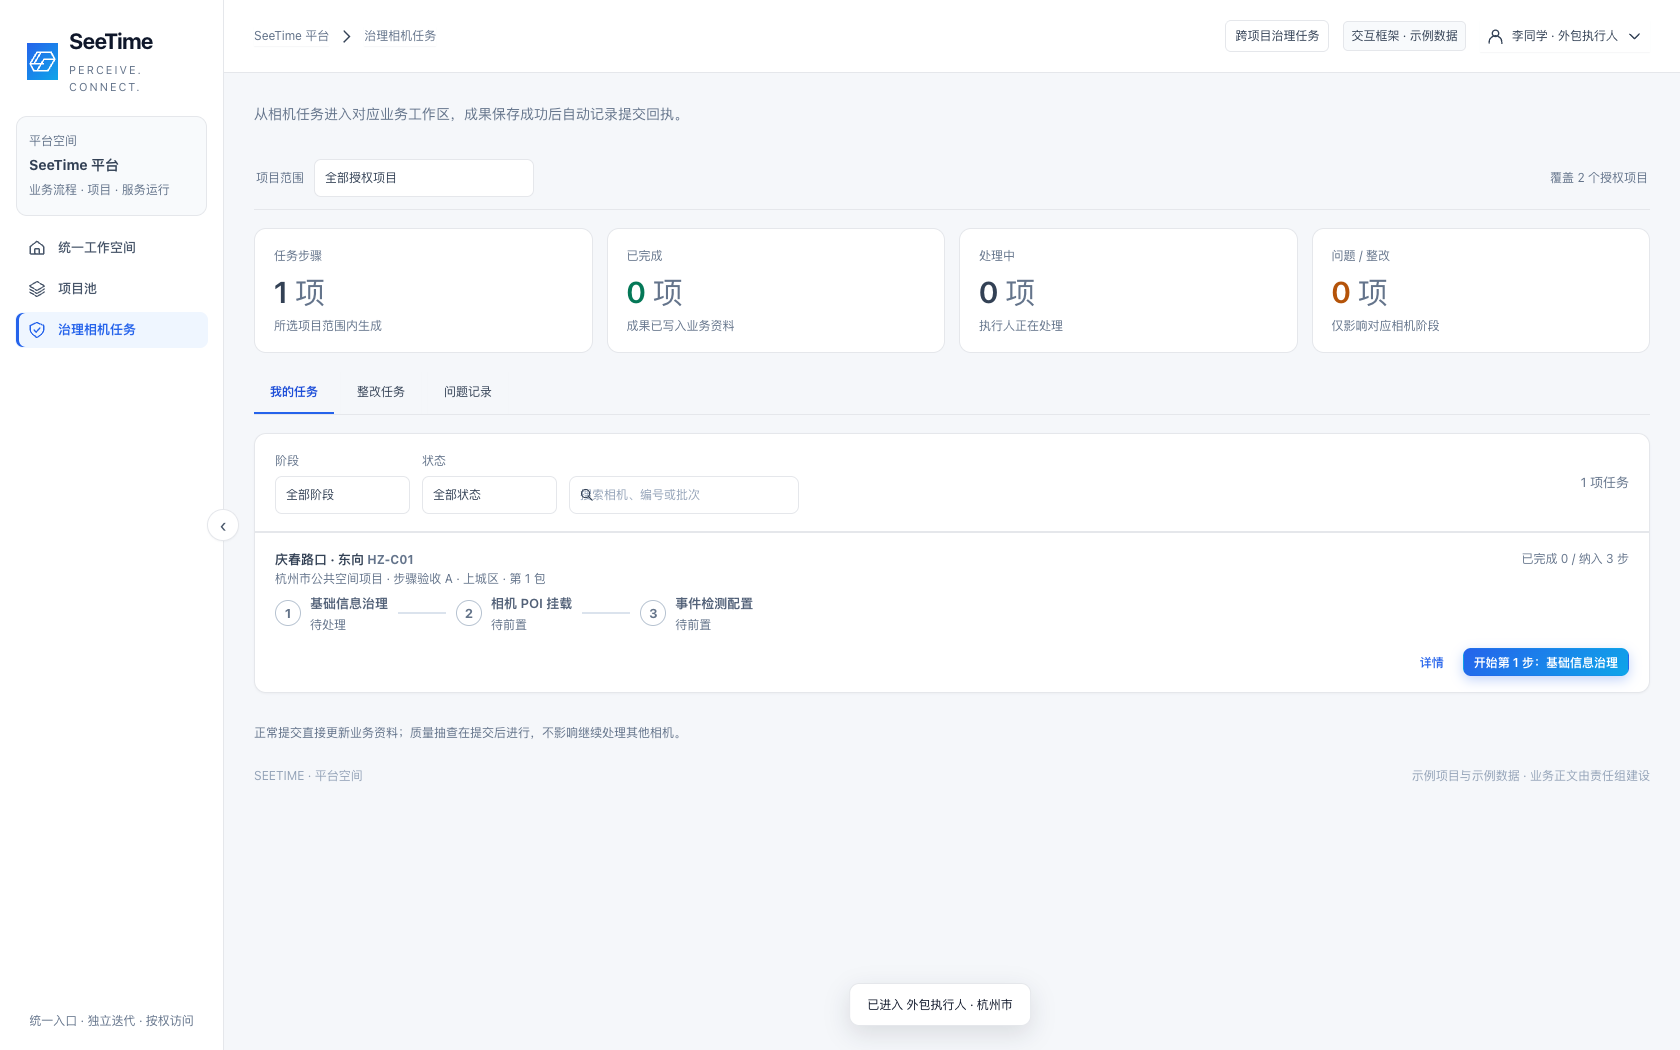 SeeTime
PERCEIVE.
CONNECT.
平台空间
SeeTime 平台
业务流程 · 项目 · 服务运行
统一工作空间
项目池
治理相机任务
统一入口 · 独立迭代 · 按权访问
SeeTime 平台 治理相机任务
跨项目治理任务
交互框架 · 示例数据
李同学 · 外包执行人
从相机任务进入对应业务工作区，成果保存成功后自动记录提交回执。
项目范围 全部授权项目
覆盖 2 个授权项目
任务步骤
1 项
所选项目范围内生成
已完成
0 项
成果已写入业务资料
处理中
0 项
执行人正在处理
问题 / 整改
0 项
仅影响对应相机阶段
我的任务 整改任务 问题记录
阶段
全部阶段
状态
全部状态
索相机、编号或批次
1 项任务
庆春路口 · 东向 HZ-C01
已完成 0 / 纳入 3 步
杭州市公共空间项目 · 步骤验收 A · 上城区 · 第 1 包
1 基础信息治理
待处理
2 相机 POI 挂载
待前置
3 事件检测配置
待前置
详情
开始第 1 步：基础信息治理
正常提交直接更新业务资料；质量抽查在提交后进行，不影响继续处理其他相机。
SEETIME · 平台空间
示例项目与示例数据 · 业务正文由责任组建设
已进入 外包执行人 · 杭州市